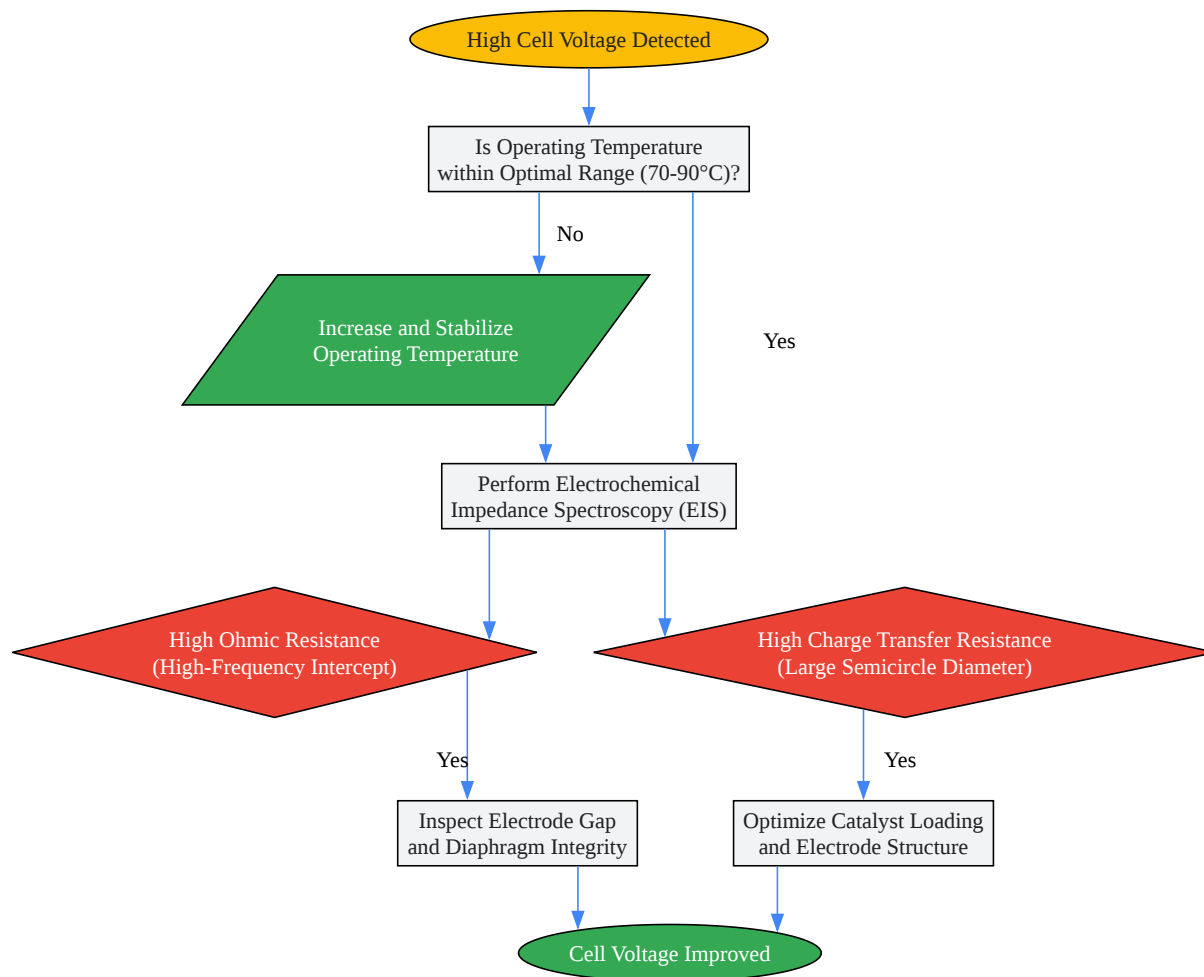 High Cell Voltage Detected
Is Operating Temperature
within Optimal Range (70-90°C)?
No
Increase and Stabilize
Operating Temperature
Yes
Perform Electrochemical
Impedance Spectroscopy (EIS)
High Ohmic Resistance
(High-Frequency Intercept)
High Charge Transfer Resistance
(Large Semicircle Diameter)
Yes
Yes
Inspect Electrode Gap
and Diaphragm Integrity
Optimize Catalyst Loading
and Electrode Structure
Cell Voltage Improved